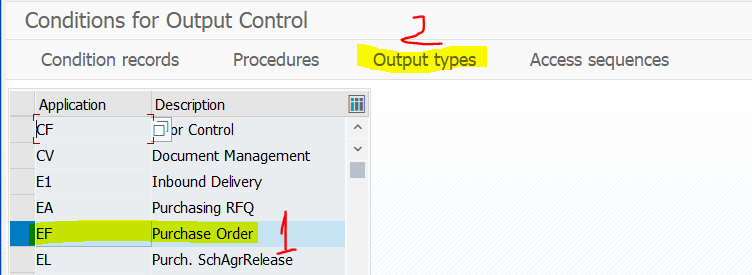 Conditions for Output Control
2
Condition records Procedures Output types Access sequences
Application Description
CF or Control
CV Document Management
E1 Inbound Delivery
EA Purchasing RFQ
EF Purchase Order 1
EL Purch. SchAgrRelease